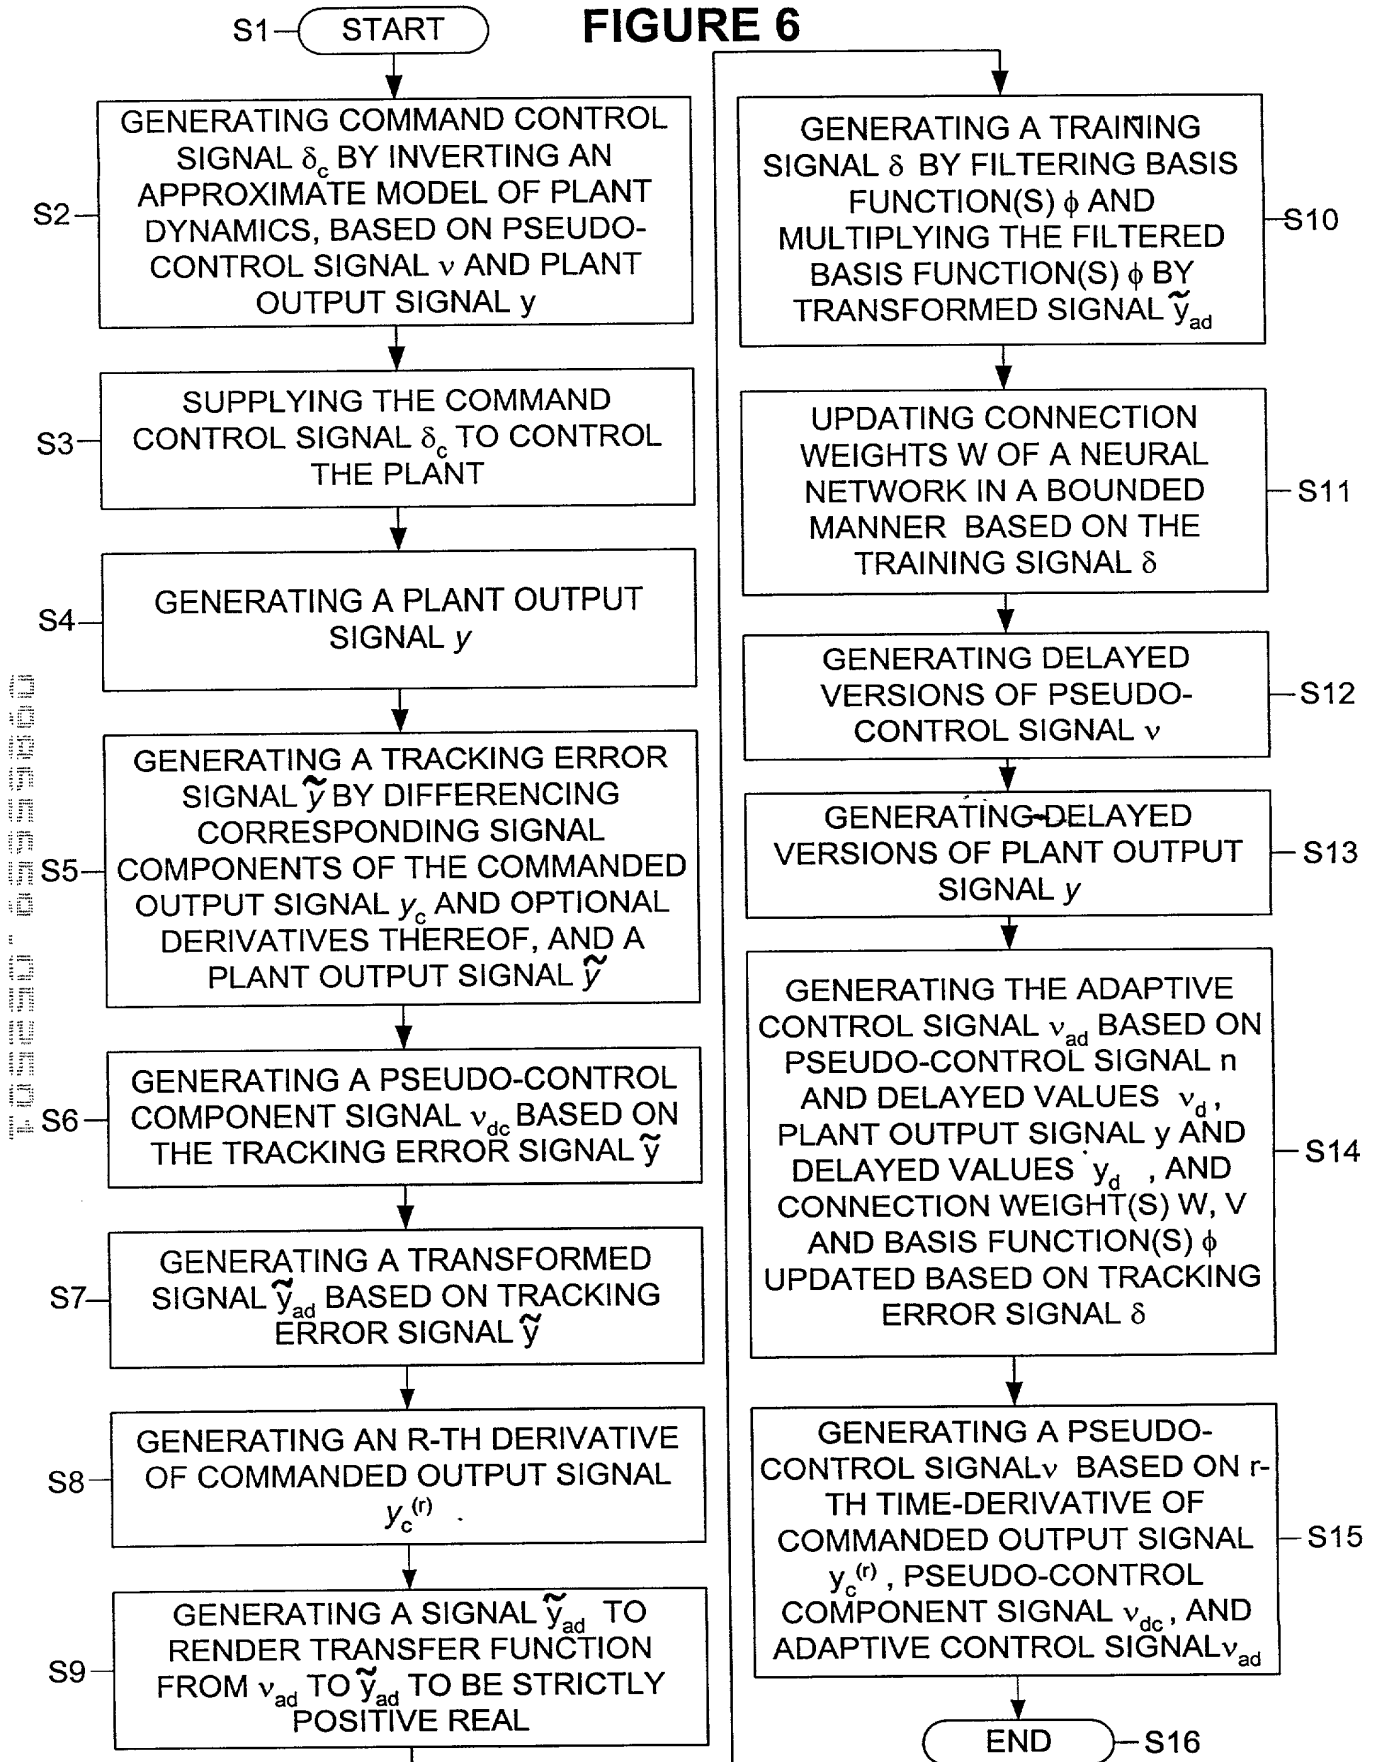 FIGURE 6
S1
START
S2
GENERATING COMMAND CONTROL
SIGNAL δc BY INVERTING AN
APPROXIMATE MODEL OF PLANT
DYNAMICS, BASED ON PSEUDO-
CONTROL SIGNAL ν AND PLANT
OUTPUT SIGNAL y
S3
SUPPLYING THE COMMAND
CONTROL SIGNAL δc TO CONTROL
THE PLANT
S4
GENERATING A PLANT OUTPUT
SIGNAL y
S5
GENERATING A TRACKING ERROR
SIGNAL ỹ BY DIFFERENCING
CORRESPONDING SIGNAL
COMPONENTS OF THE COMMANDED
OUTPUT SIGNAL yc AND OPTIONAL
DERIVATIVES THEREOF, AND A
PLANT OUTPUT SIGNAL ỹ
S6
GENERATING A PSEUDO-CONTROL
COMPONENT SIGNAL νdc BASED ON
THE TRACKING ERROR SIGNAL ỹ
S7
GENERATING A TRANSFORMED
SIGNAL ỹad BASED ON TRACKING
ERROR SIGNAL ỹ
S8
GENERATING AN R-TH DERIVATIVE
OF COMMANDED OUTPUT SIGNAL
yc(r) .
S9
GENERATING A SIGNAL ỹad TO
RENDER TRANSFER FUNCTION
FROM νad TO ỹad TO BE STRICTLY
POSITIVE REAL
GENERATING A TRAINING
SIGNAL δ BY FILTERING BASIS
FUNCTION(S) ϕ AND
MULTIPLYING THE FILTERED
BASIS FUNCTION(S) ϕ BY
TRANSFORMED SIGNAL ỹad
S10
UPDATING CONNECTION
WEIGHTS W OF A NEURAL
NETWORK IN A BOUNDED
MANNER BASED ON THE
TRAINING SIGNAL δ
S11
GENERATING DELAYED
VERSIONS OF PSEUDO-
CONTROL SIGNAL ν
S12
GENERATING DELAYED
VERSIONS OF PLANT OUTPUT
SIGNAL y
S13
GENERATING THE ADAPTIVE
CONTROL SIGNAL νad BASED ON
PSEUDO-CONTROL SIGNAL n
AND DELAYED VALUES νd,
PLANT OUTPUT SIGNAL y AND
DELAYED VALUES yd , AND
CONNECTION WEIGHT(S) W, V
AND BASIS FUNCTION(S) ϕ
UPDATED BASED ON TRACKING
ERROR SIGNAL δ
S14
GENERATING A PSEUDO-
CONTROL SIGNALν BASED ON r-
TH TIME-DERIVATIVE OF
COMMANDED OUTPUT SIGNAL
yc(r) , PSEUDO-CONTROL
COMPONENT SIGNAL νdc, AND
ADAPTIVE CONTROL SIGNALνad
S15
END
S16